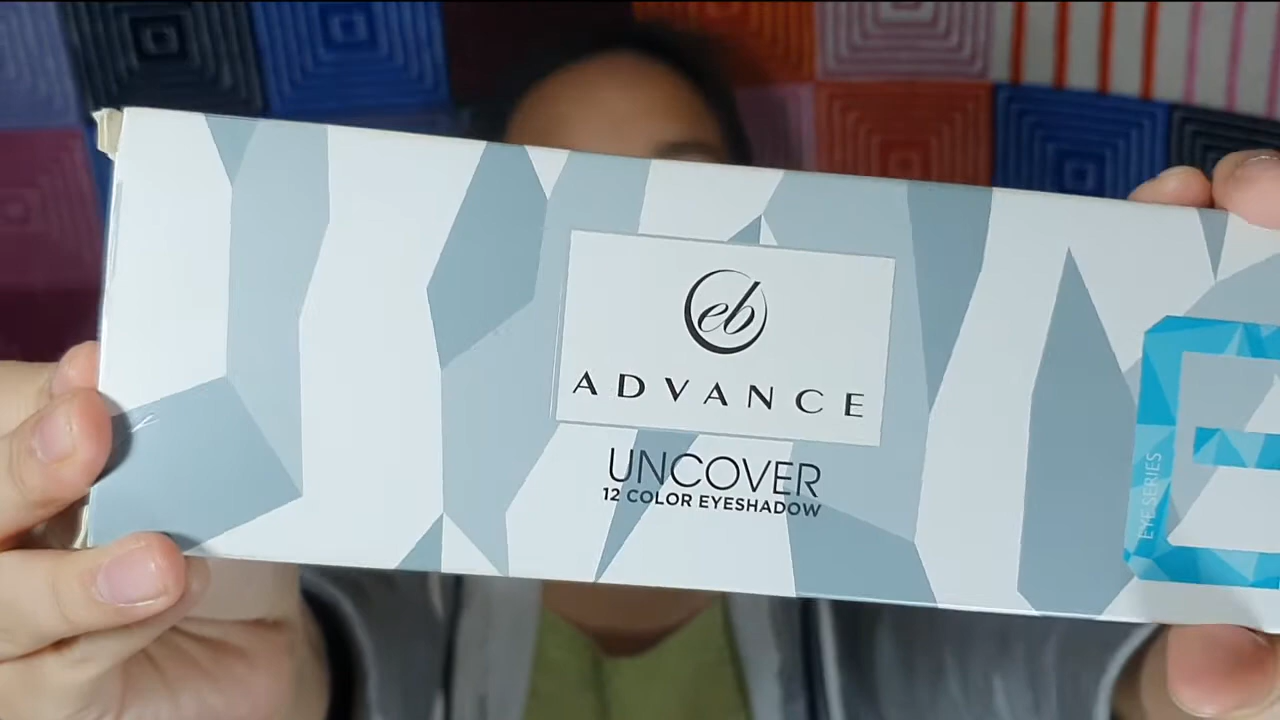 eb
ADVANCE
UNCOVER
12 COLOR EYESHADOW
EYE SERIES
E